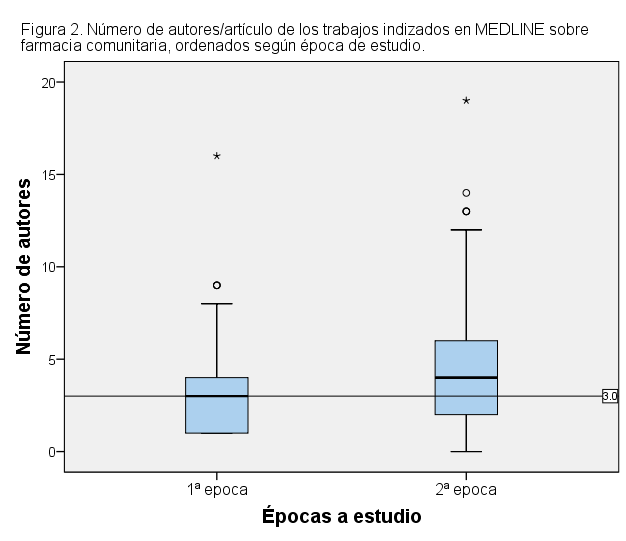 Figura 2. Número de autores/artículo de los trabajos indizados en MEDLINE sobre
farmacia comunitaria, ordenados según época de estudio.
20
15
10
5
0
Número de autores
3.0
1ª epoca
2ª epoca
Épocas a estudio